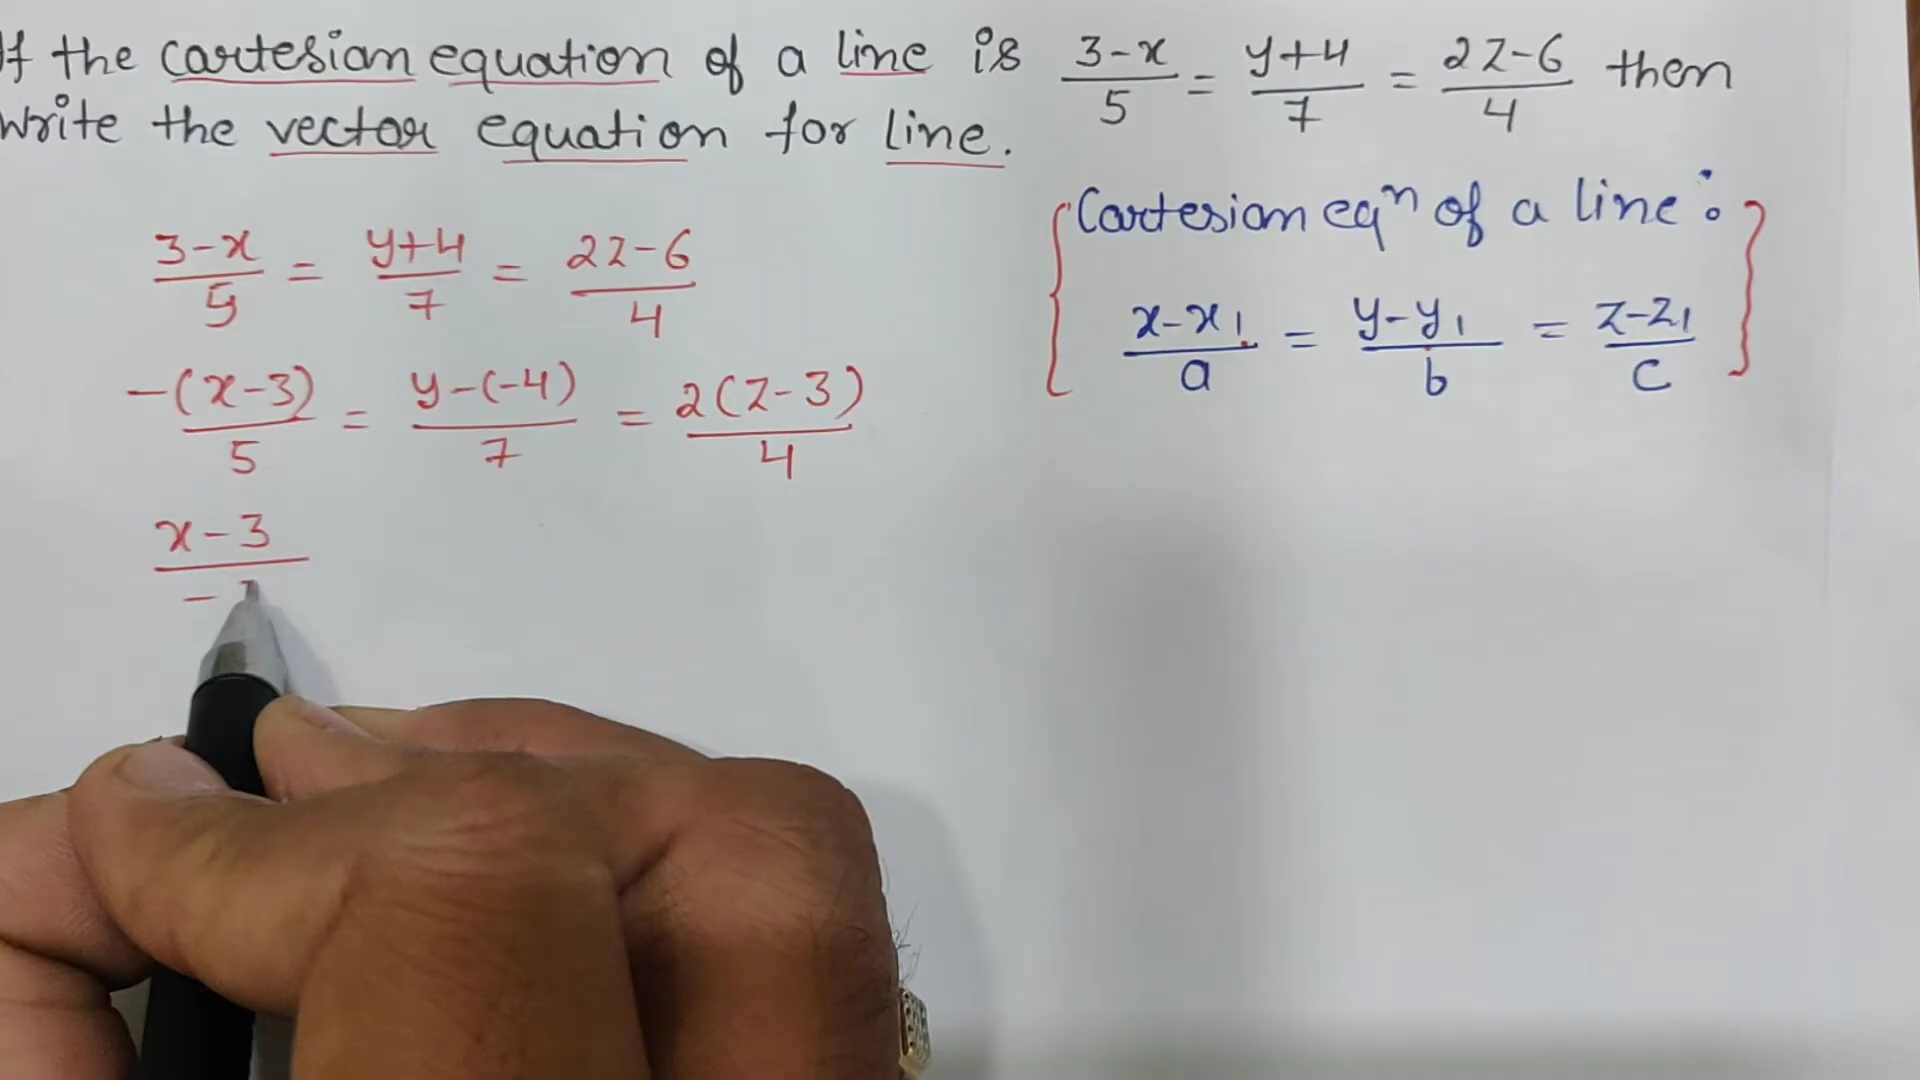 If the cartesian equation of a line is 3-x/5 = y+4/7 = 2z-6/4 then
write the vector equation for line.
Cartesian eqⁿ of a line:
x-x₁/a = y-y₁/b = z-z₁/c
3-x/5 = y+4/7 = 2z-6/4
-(x-3)/5 = y-(-4)/7 = 2(z-3)/4
x-3/-